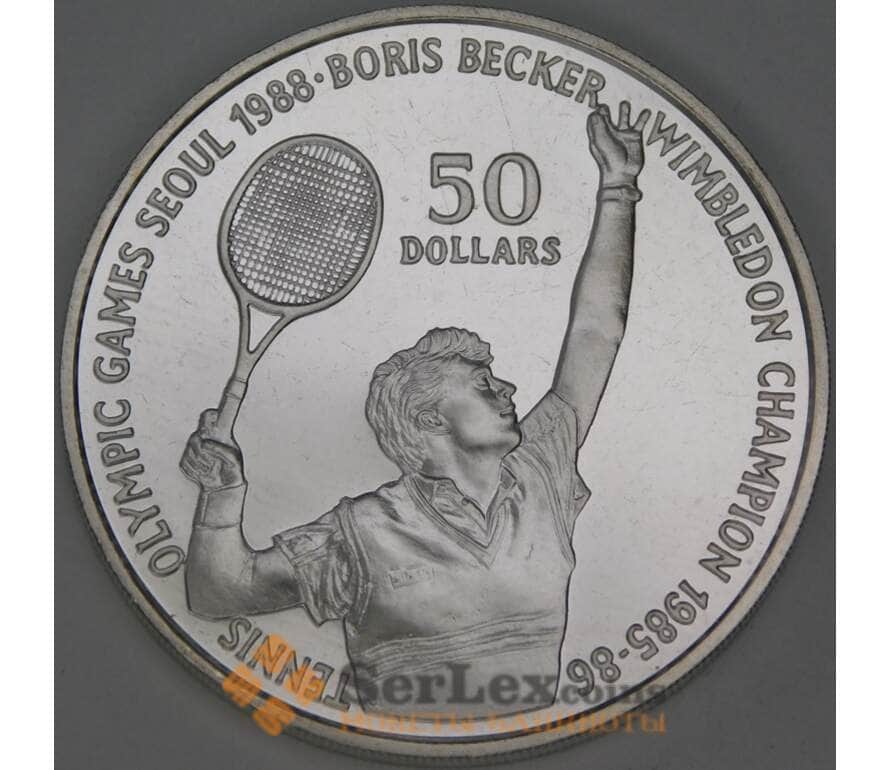 TENNIS OLYMPIC GAMES SEOUL 1988·BORIS BECKER WIMBLEDON CHAMPION 1985-86
50
DOLLARS
SerLex.coins
МОНЕТЫ БАНКНОТЫ